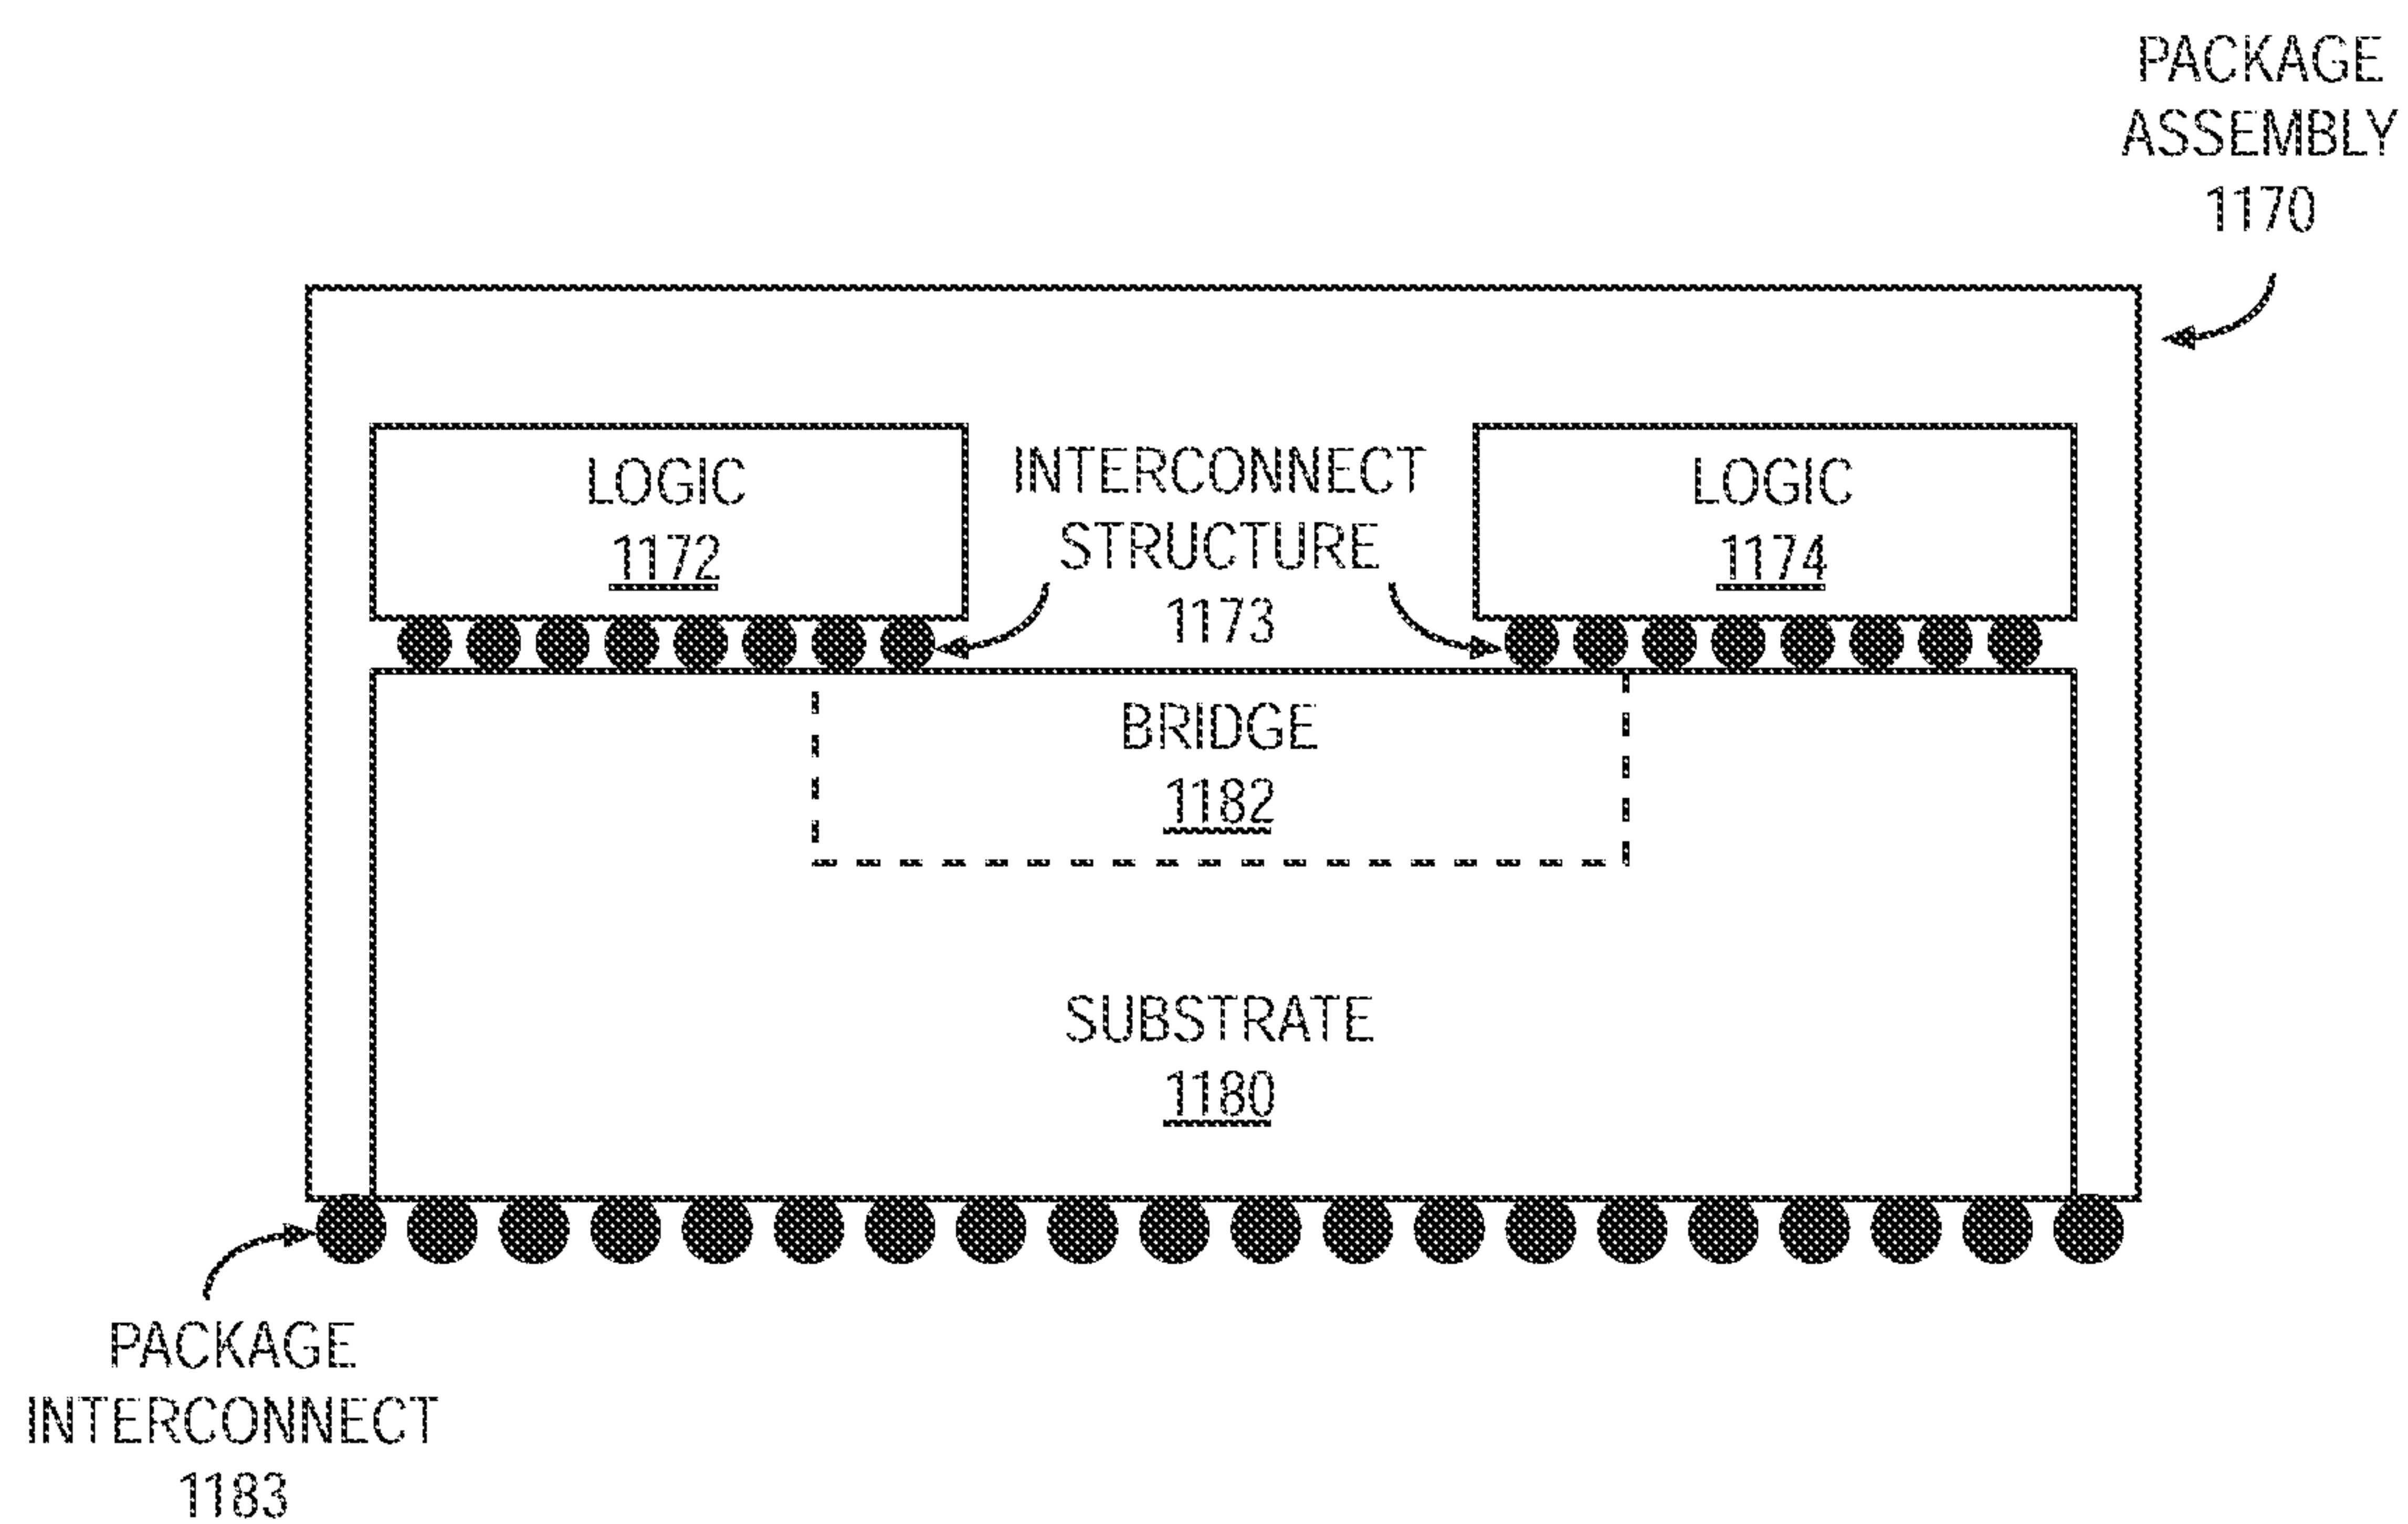 PACKAGE
ASSEMBLY
1170
LOGIC
1172
INTERCONNECT
STRUCTURE
1173
LOGIC
1174
BRIDGE
1182
SUBSTRATE
1180
PACKAGE
INTERCONNECT
1183